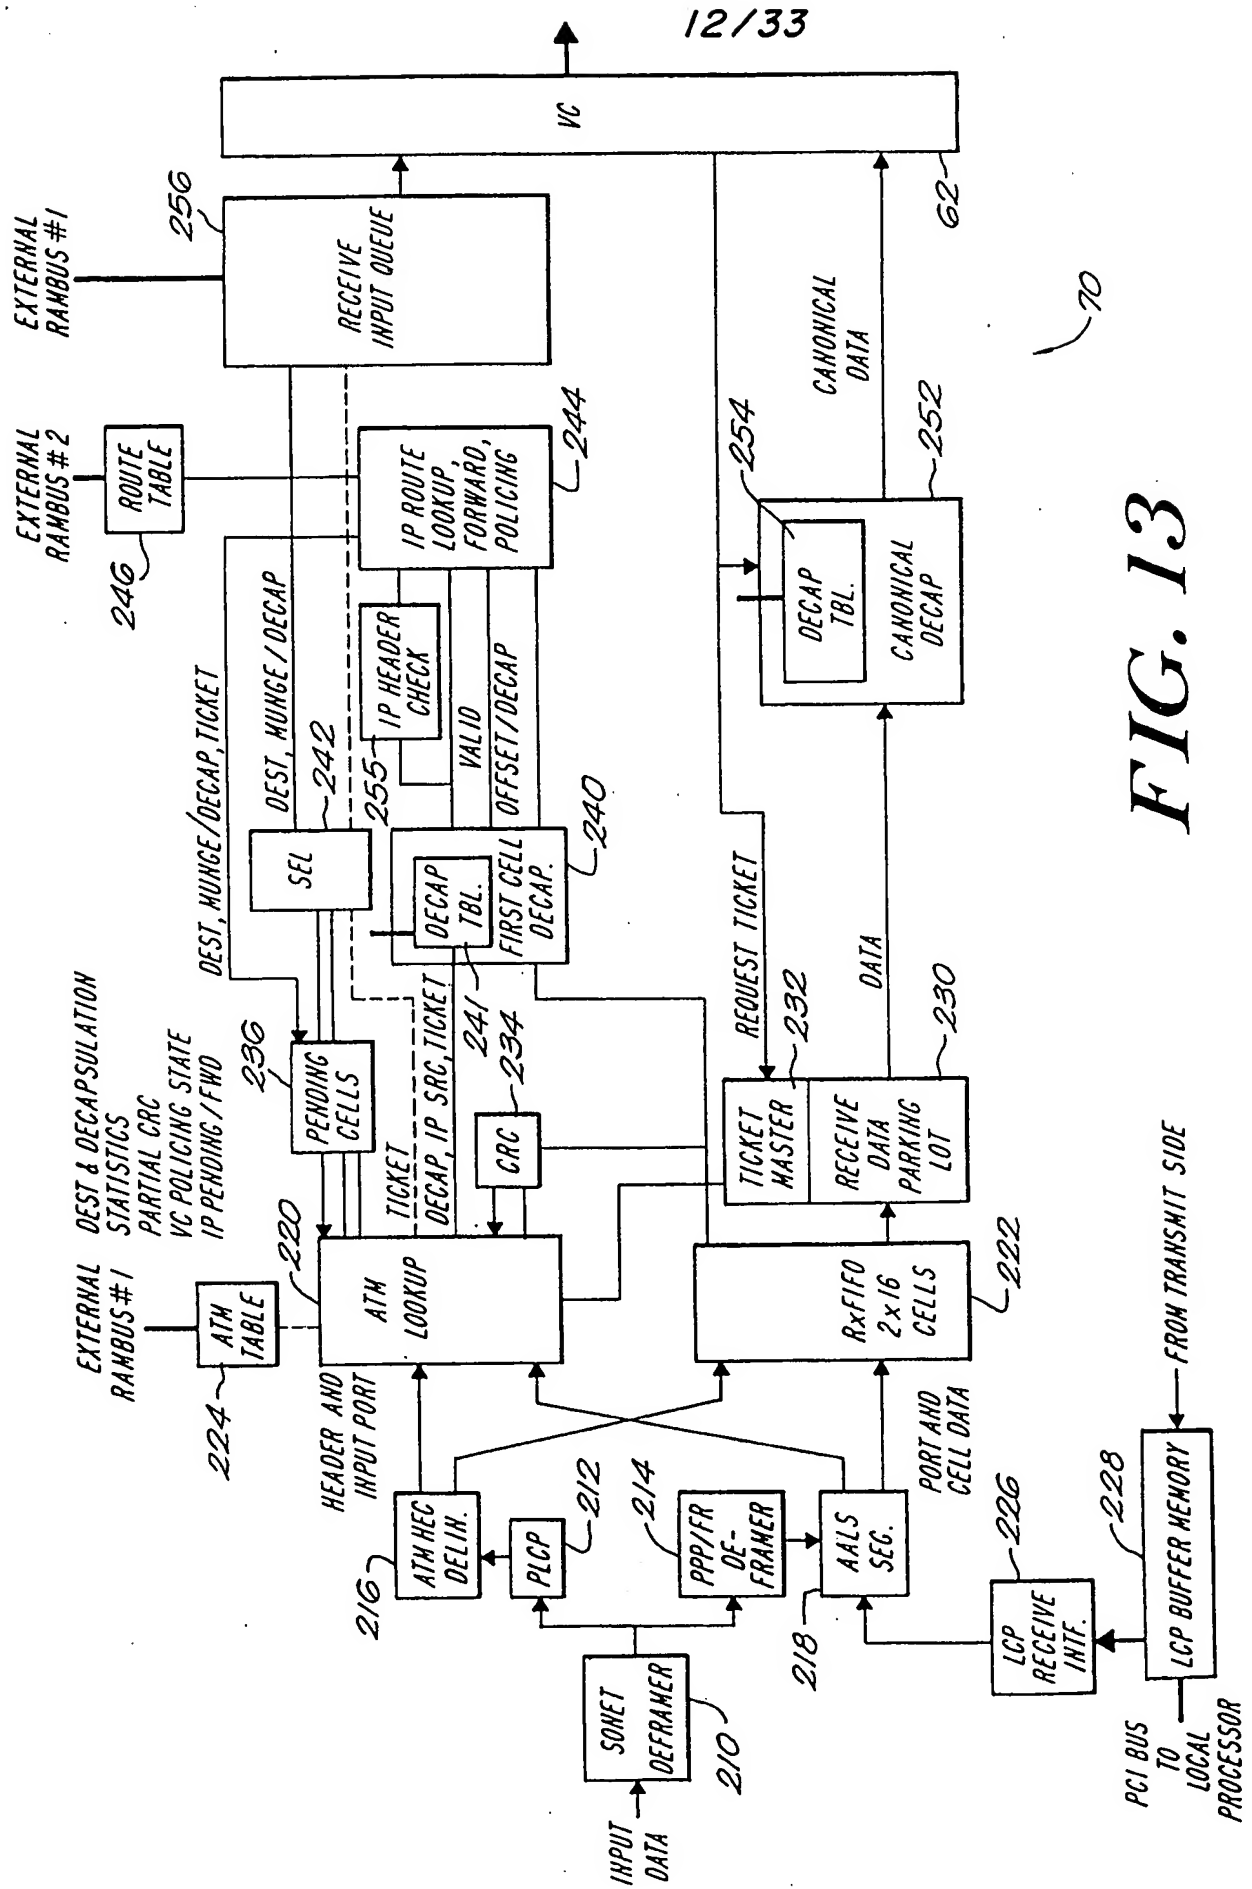 12/33
EXTERNAL
RAMBUS #1
DEST & DECAPSULATION
STATISTICS
PARTIAL CRC
VC POLICING STATE
IP PENDING/FWD
EXTERNAL
RAMBUS #2
EXTERNAL
RAMBUS #1
224
ATM
TABLE
220
ATM
LOOKUP
HEADER AND
INPUT PORT
236
PENDING
CELLS
DEST, MUNGE/DECAP,TICKET
SEL
242
DEST, MUNGE/DECAP
246
ROUTE
TABLE
256
RECEIVE
INPUT QUEUE
TICKET
DECAP, IP SRC,TICKET
CRC
234
DECAP
TBL.
241
FIRST CELL
DECAP.
240
255
IP HEADER
CHECK
VALID
OFFSET/DECAP
IP ROUTE
LOOKUP,
FORWARD,
POLICING
244
VC
62
INPUT
DATA
SONET
DEFRAMER
210
216
ATM HEC
DELIN.
PLCP
212
PPP/FR
DE-
FRAMER
214
218
AALS
SEG.
PORT AND
CELL DATA
RxFIFO
2x16
CELLS
222
TICKET
MASTER
232
RECEIVE
DATA
PARKING
LOT
230
REQUEST TICKET
DATA
DECAP
TBL.
254
CANONICAL
DECAP
252
CANONICAL
DATA
70
LCP
RECEIVE
INTF.
226
LCP BUFFER MEMORY
228
FROM TRANSMIT SIDE
PCI BUS
TO
LOCAL
PROCESSOR
FIG. 13